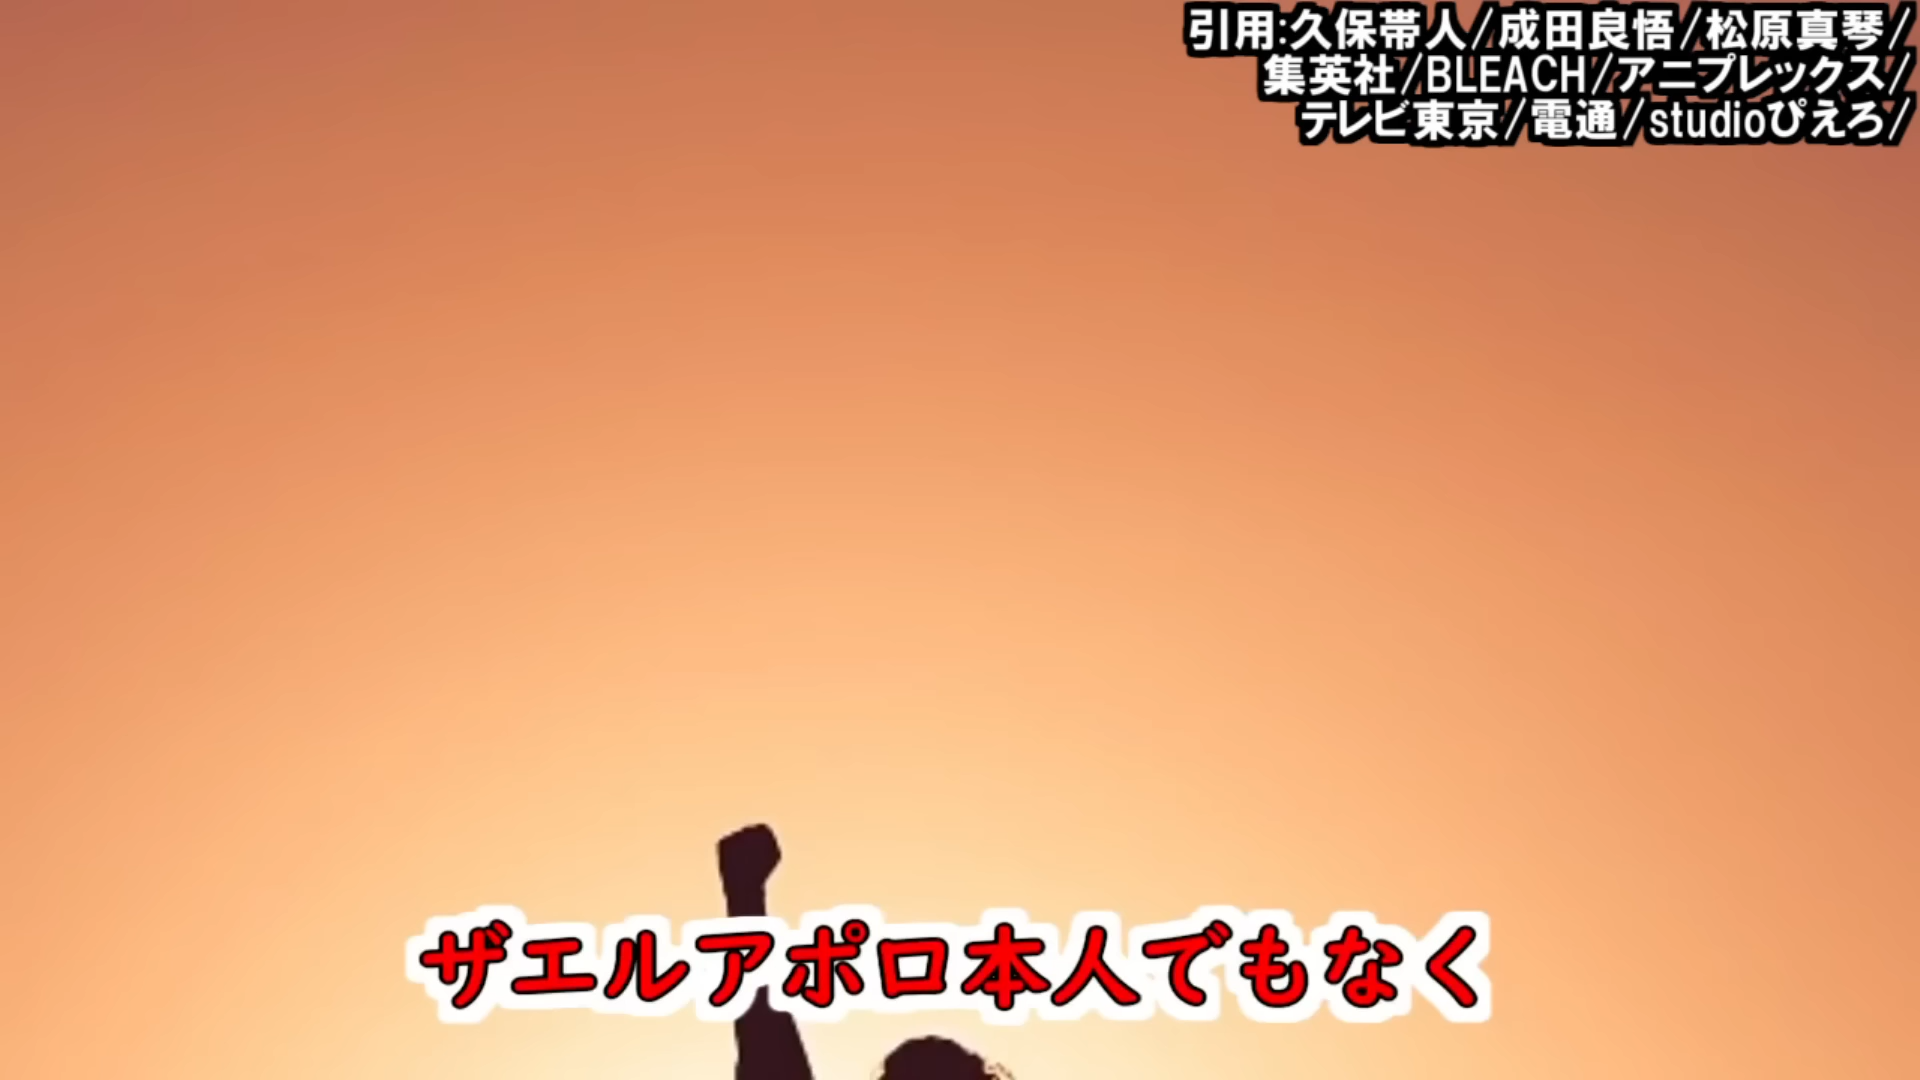 引用:久保帯人/成田良悟/松原真琴/
集英社/BLEACH/アニプレックス/
テレビ東京/電通/studioぴえろ/
ザエルアポロ本人でもなく